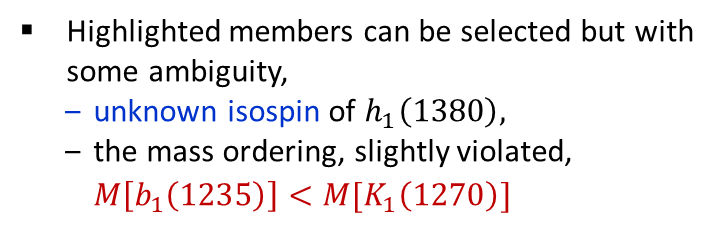 ▪ Highlighted members can be selected but with
some ambiguity,
– unknown isospin of ℎ₁(1380),
– the mass ordering, slightly violated,
𝑀[𝑏₁(1235)] < 𝑀[𝐾₁(1270)]